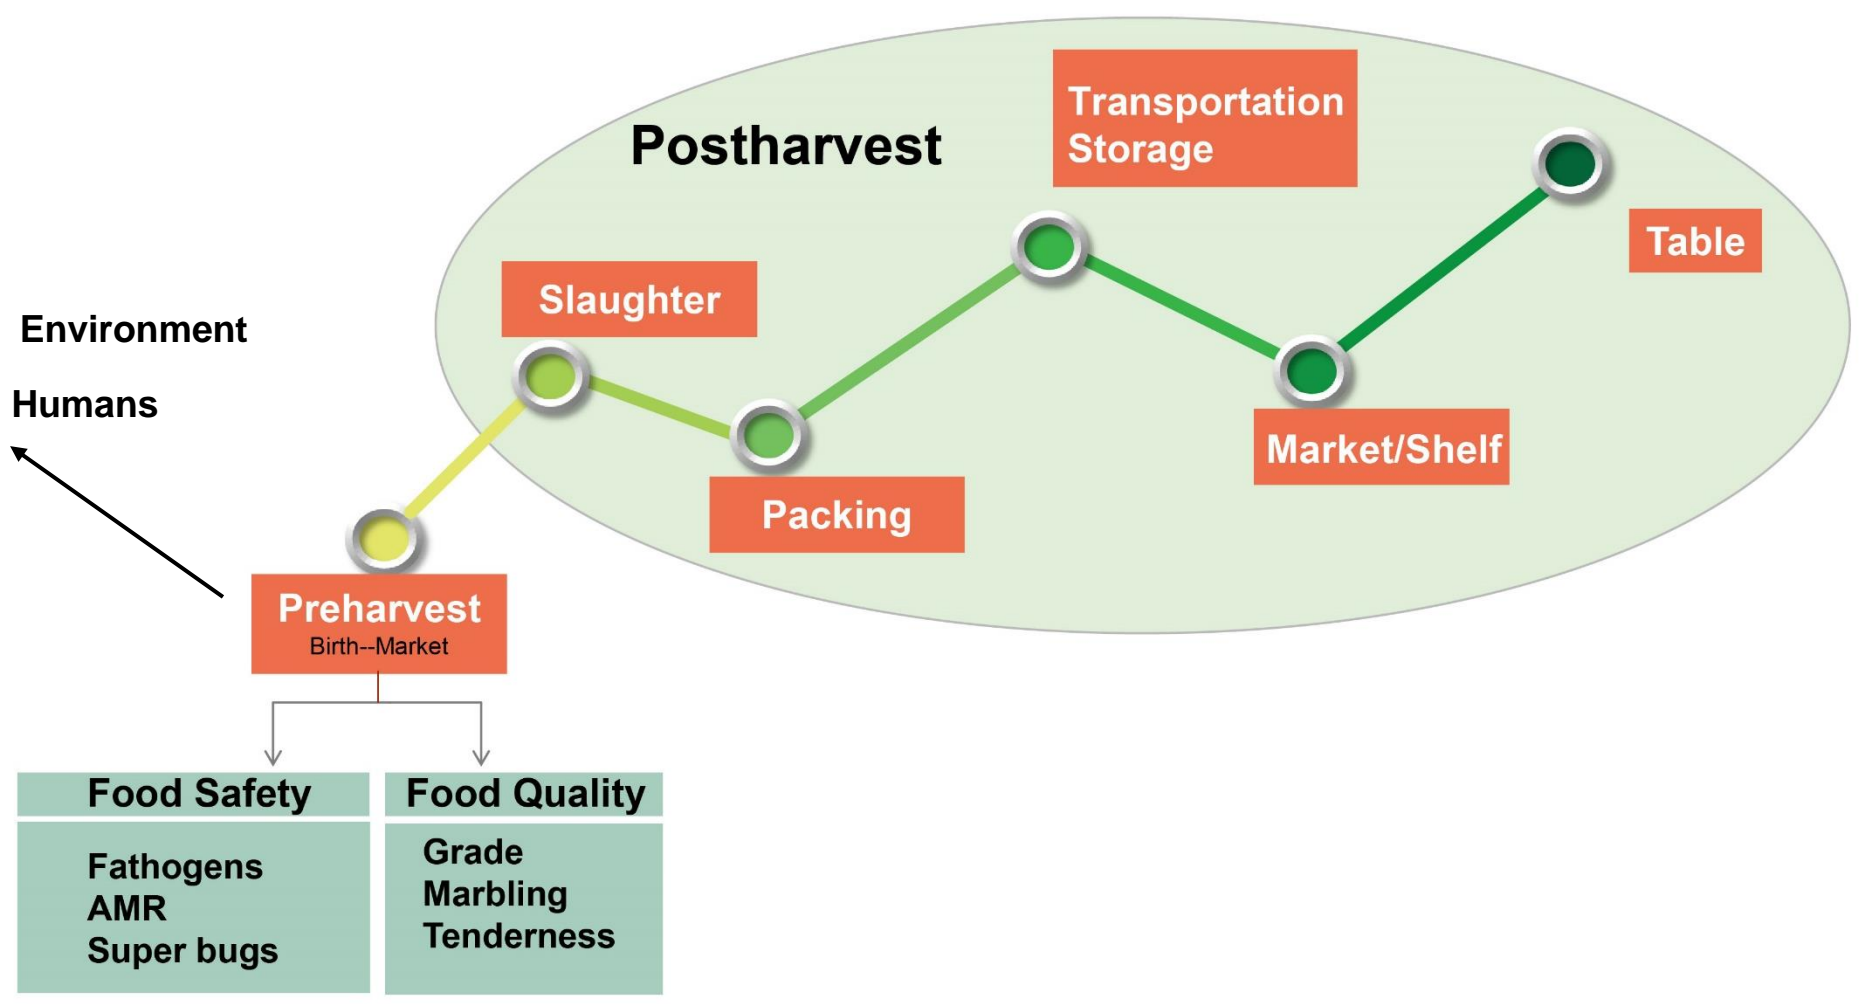 Postharvest
Transportation
Storage
Table
Slaughter
Environment
Humans
Market/Shelf
Packing
Preharvest
Birth--Market
Food Safety
Fathogens
AMR
Super bugs
Food Quality
Grade
Marbling
Tenderness